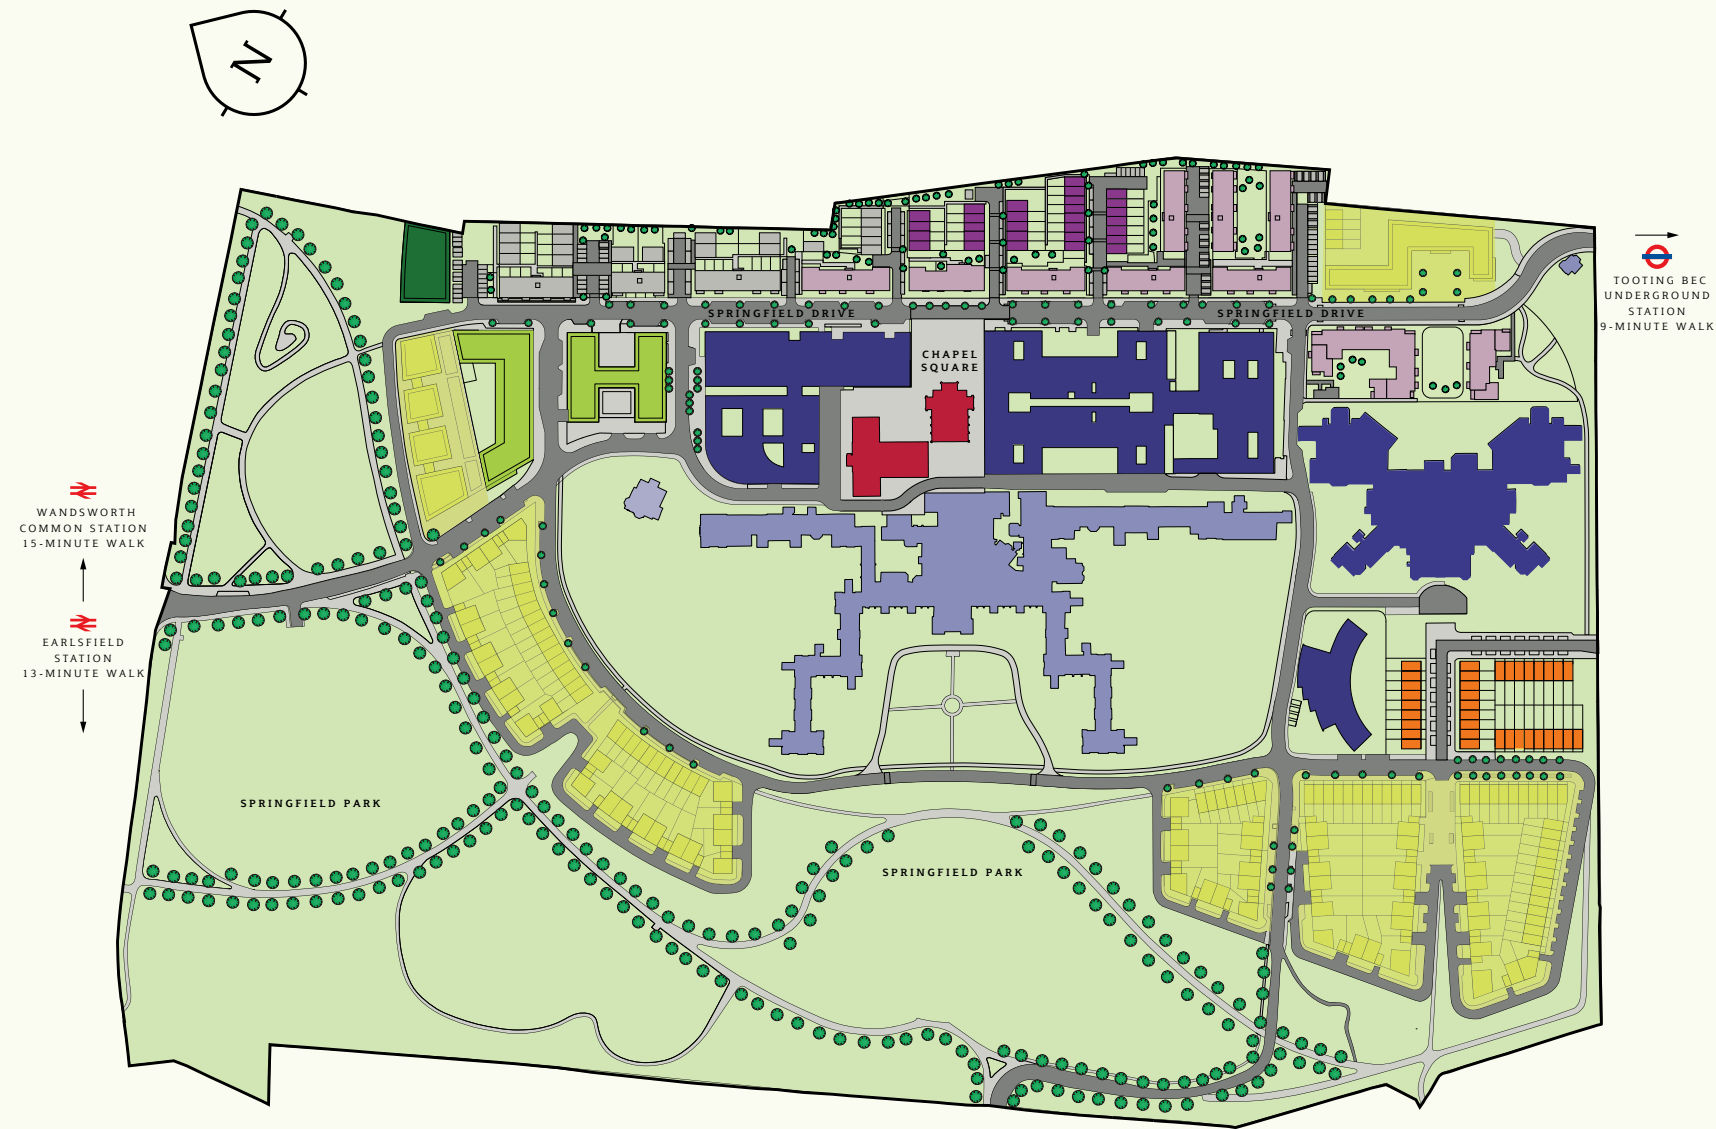 N
SPRINGFIELD DRIVE
SPRINGFIELD DRIVE
TOOTING BEC
UNDERGROUND
STATION
9-MINUTE WALK
CHAPEL
SQUARE
WANDSWORTH
COMMON STATION
15-MINUTE WALK
EARLSFIELD
STATION
13-MINUTE WALK
SPRINGFIELD PARK
SPRINGFIELD PARK